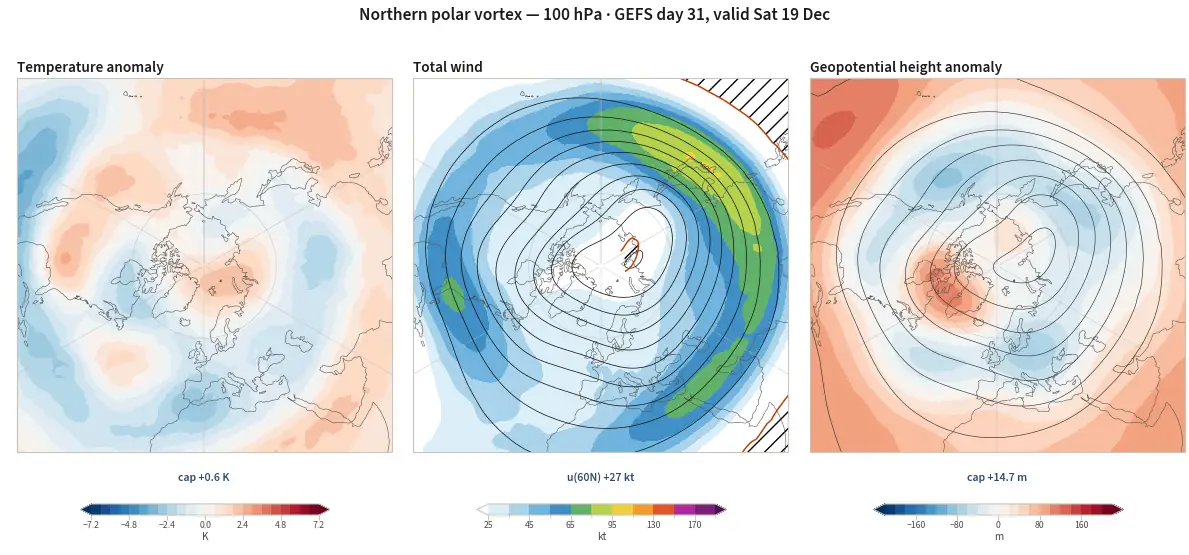 Northern polar vortex — 100 hPa · GEFS day 31, valid Sat 19 Dec
Temperature anomaly
Total wind
Geopotential height anomaly
cap +0.6 K
u(60N) +27 kt
cap +14.7 m
−7.2 −4.8 −2.4 0.0 2.4 4.8 7.2
K
25 45 65 95 130 170
kt
−160 −80 0 80 160
m